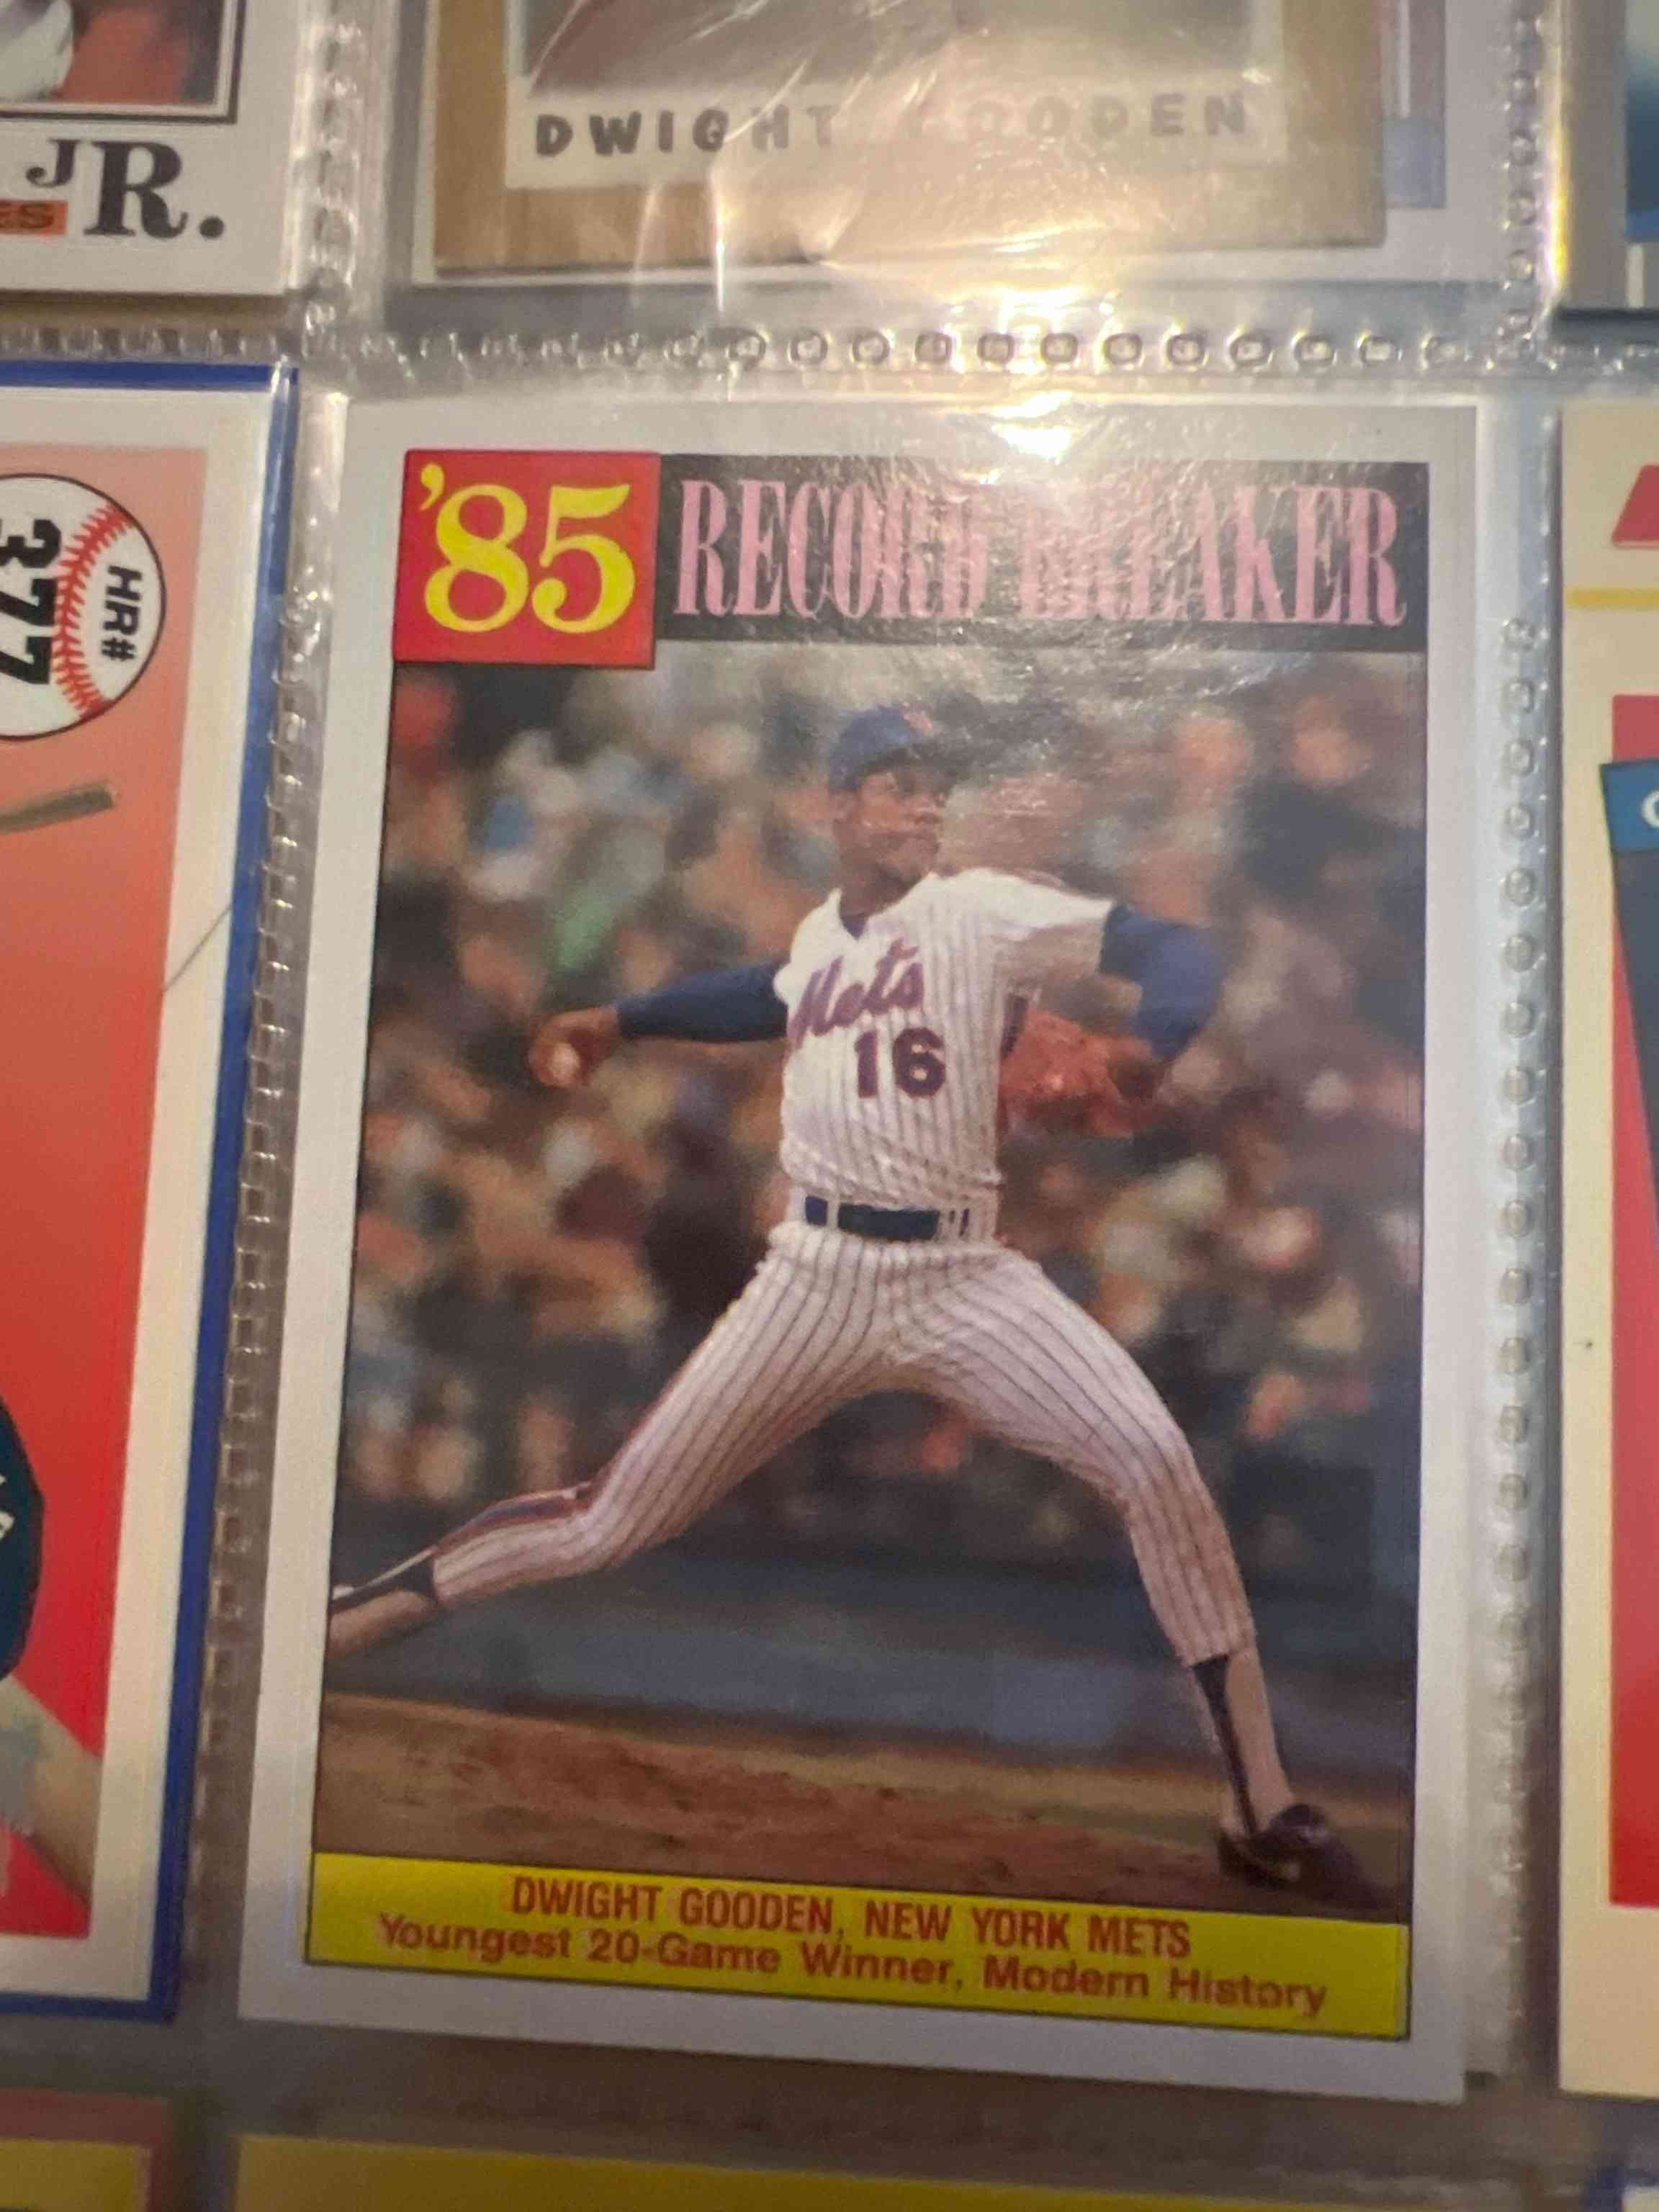 DWIGHT GOODEN
JR.
HR#
377
'85 RECORD BREAKER
Mets
16
DWIGHT GOODEN, NEW YORK METS
Youngest 20-Game Winner, Modern History